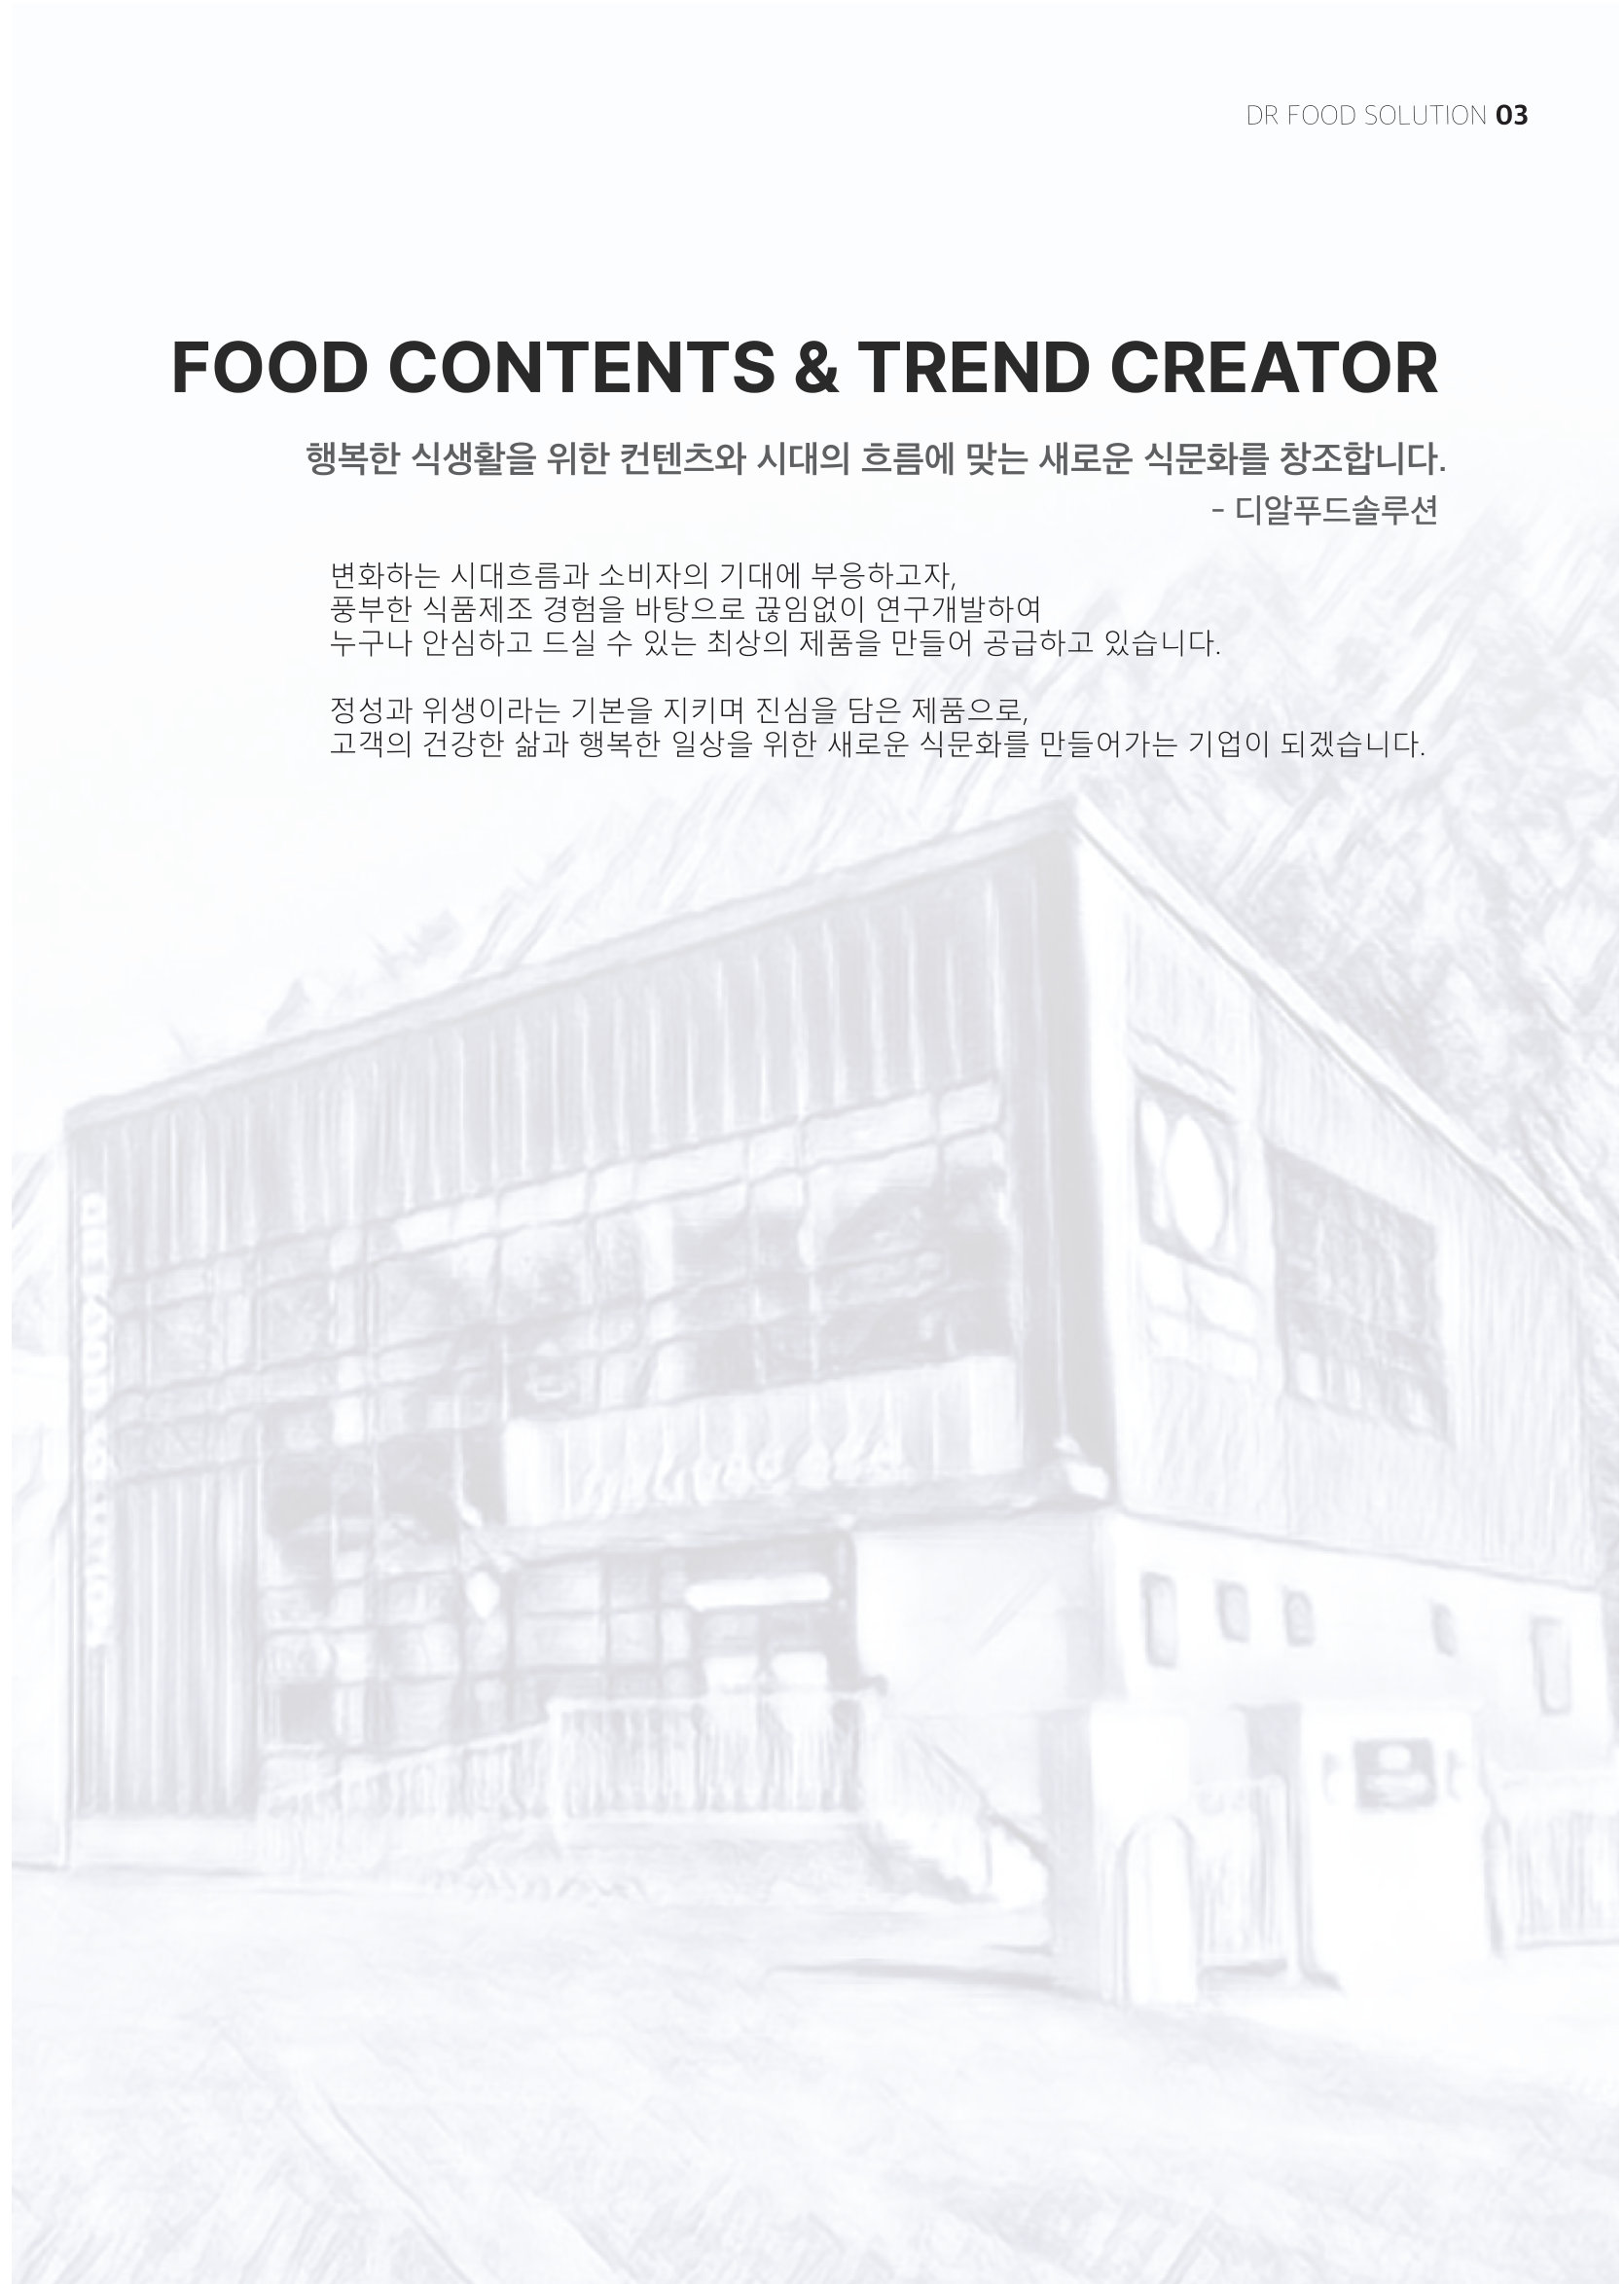 DR FOOD SOLUTION 03
FOOD CONTENTS & TREND CREATOR
행복한 식생활을 위한 컨텐츠와 시대의 흐름에 맞는 새로운 식문화를 창조합니다.
- 디알푸드솔루션
변화하는 시대흐름과 소비자의 기대에 부응하고자,
풍부한 식품제조 경험을 바탕으로 끊임없이 연구개발하여
누구나 안심하고 드실 수 있는 최상의 제품을 만들어 공급하고 있습니다.
정성과 위생이라는 기본을 지키며 진심을 담은 제품으로,
고객의 건강한 삶과 행복한 일상을 위한 새로운 식문화를 만들어가는 기업이 되겠습니다.